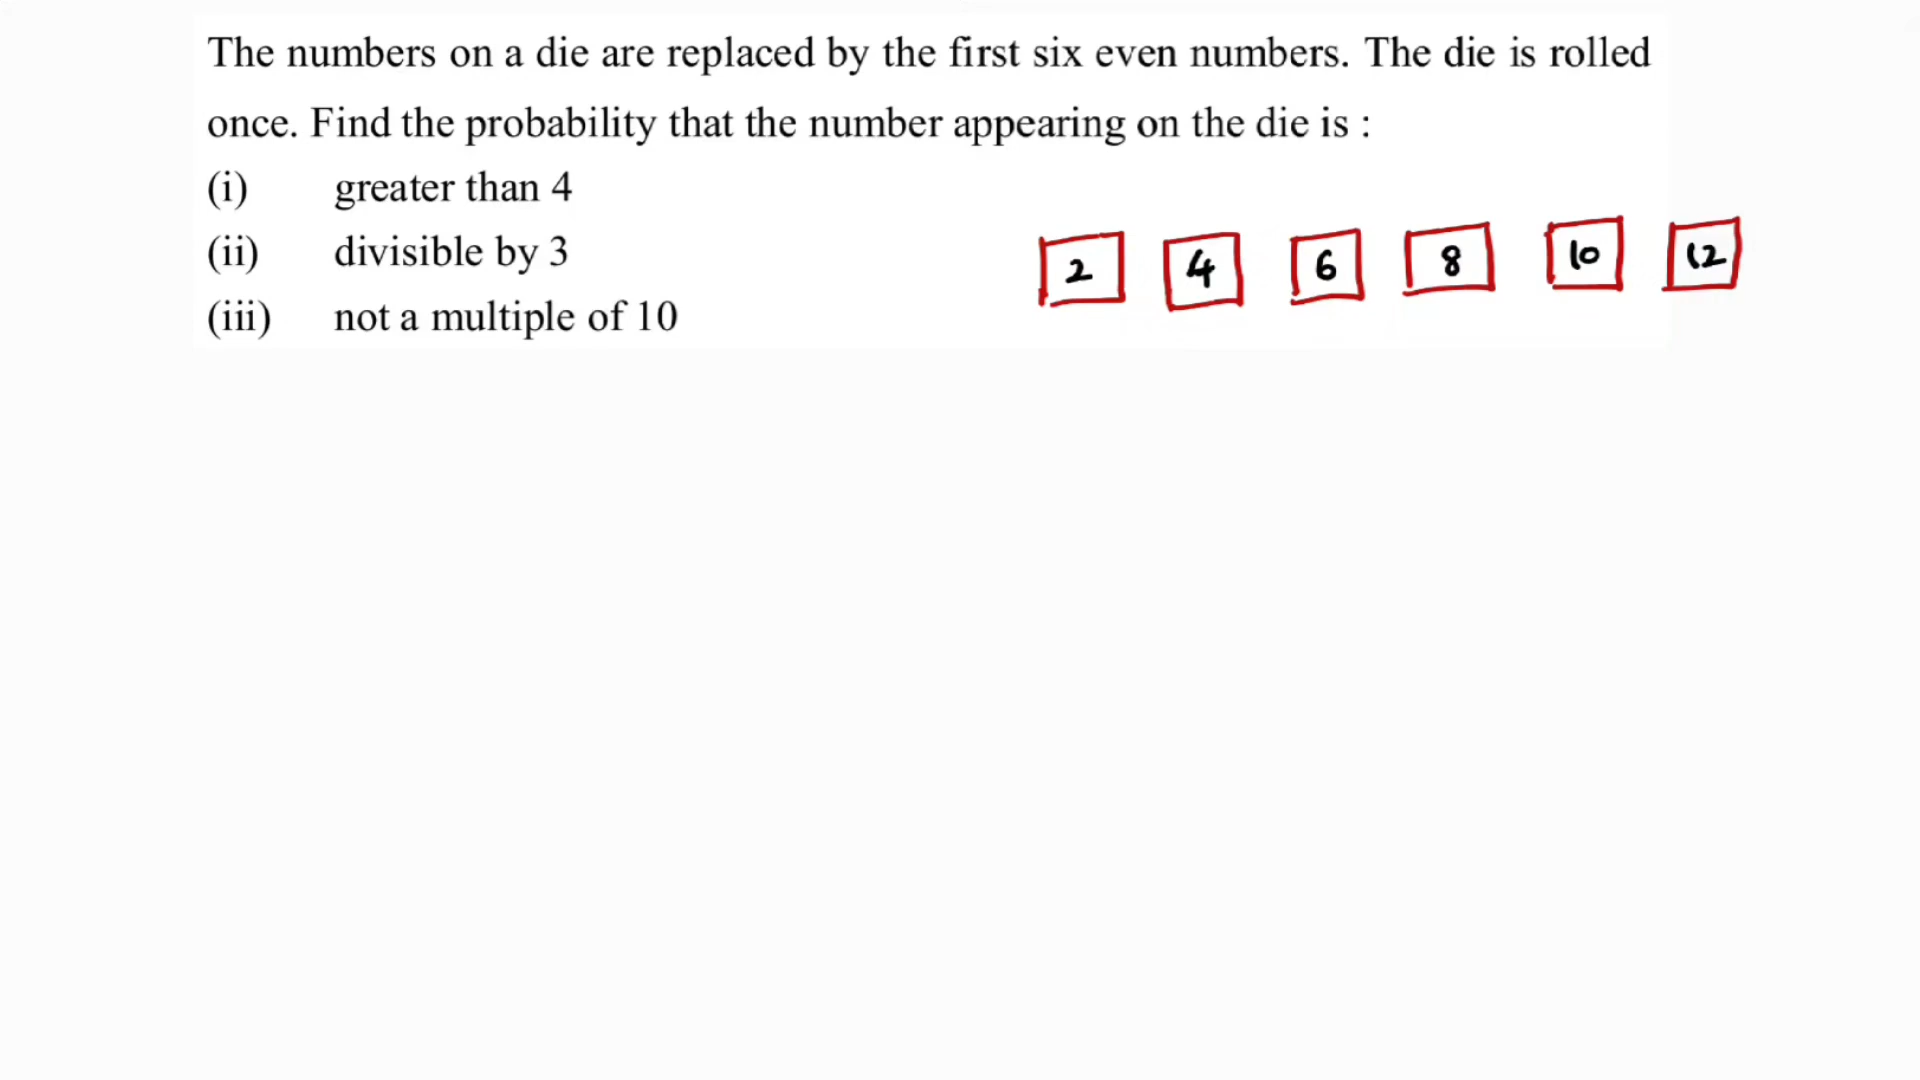 The numbers on a die are replaced by the first six even numbers. The die is rolled
once. Find the probability that the number appearing on the die is :
(i) greater than 4
(ii) divisible by 3
(iii) not a multiple of 10
2 4 6 8 10 12